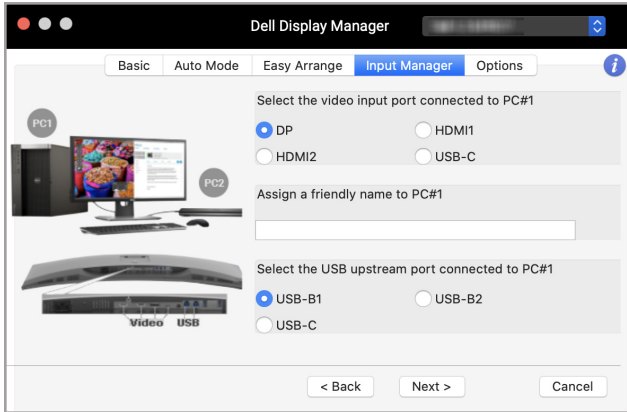 Dell Display Manager
Basic Auto Mode Easy Arrange Input Manager Options i
Select the video input port connected to PC#1
DP HDMI1
HDMI2 USB-C
PC1
PC2
Assign a friendly name to PC#1
Select the USB upstream port connected to PC#1
USB-B1 USB-B2
USB-C
Video USB
< Back Next > Cancel